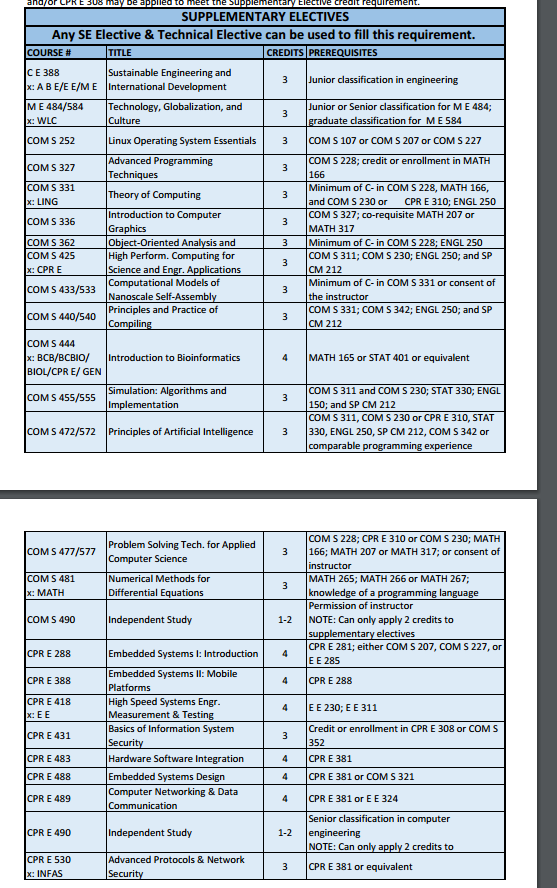 and/or CPR E 308 may be applied to meet the Supplementary Elective credit requirement.
SUPPLEMENTARY ELECTIVES
Any SE Elective & Technical Elective can be used to fill this requirement.
COURSE # TITLE CREDITS PREREQUISITES
C E 388
x: A B E/E E/M E
Sustainable Engineering and
International Development
3
Junior classification in engineering
M E 484/584
x: WLC
Technology, Globalization, and
Culture
3
Junior or Senior classification for M E 484;
graduate classification for M E 584
COM S 252
Linux Operating System Essentials
3
COM S 107 or COM S 207 or COM S 227
COM S 327
Advanced Programming
Techniques
3
COM S 228; credit or enrollment in MATH
166
COM S 331
x: LING
Theory of Computing
3
Minimum of C- in COM S 228, MATH 166,
and COM S 230 or CPR E 310; ENGL 250
COM S 336
Introduction to Computer
Graphics
3
COM S 327; co-requisite MATH 207 or
MATH 317
COM S 362
Object-Oriented Analysis and
3
Minimum of C- in COM S 228; ENGL 250
COM S 425
x: CPR E
High Perform. Computing for
Science and Engr. Applications
3
COM S 311; COM S 230; ENGL 250; and SP
CM 212
COM S 433/533
Computational Models of
Nanoscale Self-Assembly
3
Minimum of C- in COM S 331 or consent of
the instructor
COM S 440/540
Principles and Practice of
Compiling
3
COM S 331; COM S 342; ENGL 250; and SP
CM 212
COM S 444
x: BCB/BCBIO/
BIOL/CPR E/ GEN
Introduction to Bioinformatics
4
MATH 165 or STAT 401 or equivalent
COM S 455/555
Simulation: Algorithms and
Implementation
3
COM S 311 and COM S 230; STAT 330; ENGL
150; and SP CM 212
COM S 472/572
Principles of Artificial Intelligence
3
COM S 311, COM S 230 or CPR E 310, STAT
330, ENGL 250, SP CM 212, COM S 342 or
comparable programming experience
COM S 477/577
Problem Solving Tech. for Applied
Computer Science
3
COM S 228; CPR E 310 or COM S 230; MATH
166; MATH 207 or MATH 317; or consent of
instructor
COM S 481
x: MATH
Numerical Methods for
Differential Equations
3
MATH 265; MATH 266 or MATH 267;
knowledge of a programming language
COM S 490
Independent Study
1-2
Permission of instructor
NOTE: Can only apply 2 credits to
supplementary electives
CPR E 288
Embedded Systems I: Introduction
4
CPR E 281; either COM S 207, COM S 227, or
E E 285
CPR E 388
Embedded Systems II: Mobile
Platforms
4
CPR E 288
CPR E 418
x: E E
High Speed Systems Engr.
Measurement & Testing
4
E E 230; E E 311
CPR E 431
Basics of Information System
Security
3
Credit or enrollment in CPR E 308 or COM S
352
CPR E 483
Hardware Software Integration
4
CPR E 381
CPR E 488
Embedded Systems Design
4
CPR E 381 or COM S 321
CPR E 489
Computer Networking & Data
Communication
4
CPR E 381 or E E 324
CPR E 490
Independent Study
1-2
Senior classification in computer
engineering
NOTE: Can only apply 2 credits to
CPR E 530
x: INFAS
Advanced Protocols & Network
Security
3
CPR E 381 or equivalent